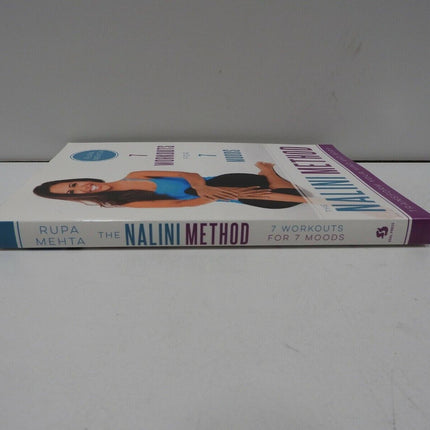 RUPA
MEHTA
THE NALINI METHOD
7 WORKOUTS
FOR 7 MOODS
7
WORKOUTS
FOR
7
MOODS
THE
NALINI METHOD